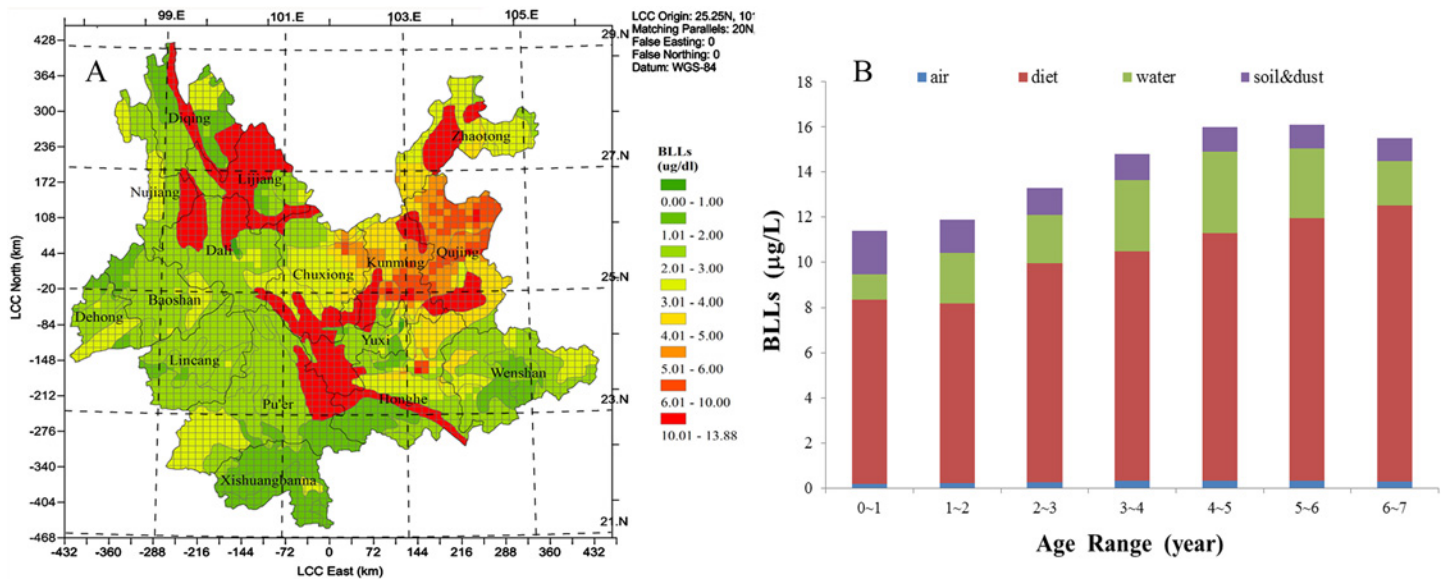 A
99.E
101.E
103.E
105.E
LCC Origin: 25.25N, 10
Matching Parallels: 20N
False Easting: 0
False Northing: 0
Datum: WGS-84
29.N
27.N
25.N
23.N
21.N
LCC North (km)
428
364
300
236
172
108
44
-20
-84
-148
-212
-276
-340
-404
-468
-432
-360
-288
-216
-144
-72
0
72
144
216
288
360
432
LCC East (km)
Diqing
Zhaotong
Nujiang
Lijiang
Dali
Chuxiong
Kunming
Qujing
Baoshan
Dehong
Yuxi
Lincang
Wenshan
Pu'er
Honghe
Xishuangbanna
BLLs
(ug/dl)
0.00 - 1.00
1.01 - 2.00
2.01 - 3.00
3.01 - 4.00
4.01 - 5.00
5.01 - 6.00
6.01 - 10.00
10.01 - 13.88
B
air
diet
water
soil&dust
BLLs (µg/L)
18
16
14
12
10
8
6
4
2
0
0~1
1~2
2~3
3~4
4~5
5~6
6~7
Age Range (year)